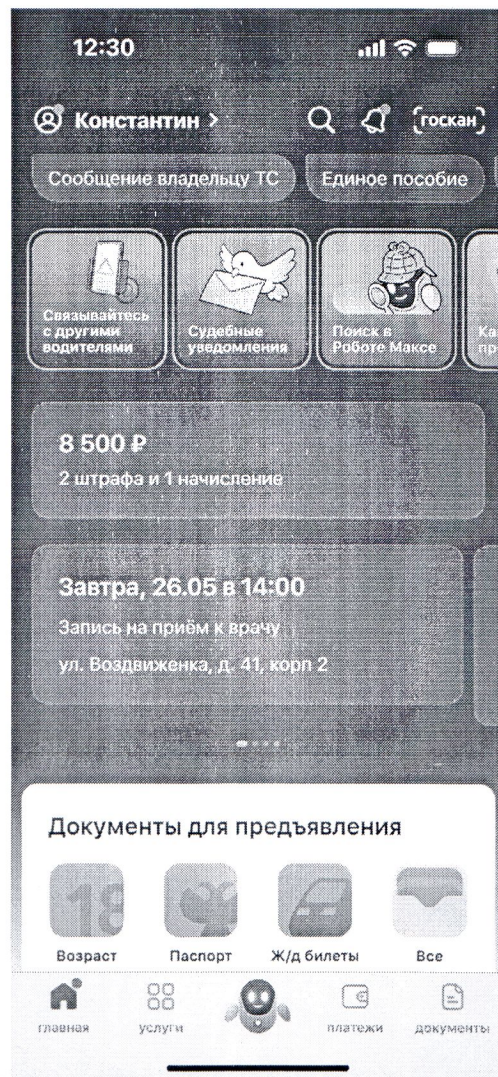 12:30
Константин >
госкан
Сообщение владельцу ТС
Единое пособие
Связывайтесь
с другими
водителями
Судебные
уведомления
Поиск в
Роботе Максе
Ка
пр
8 500 ₽
2 штрафа и 1 начисление
Завтра, 26.05 в 14:00
Запись на приём к врачу
ул. Воздвиженка, д. 41, корп 2
Документы для предъявления
18
Возраст
Паспорт
Ж/д билеты
Все
главная
услуги
платежи
документы